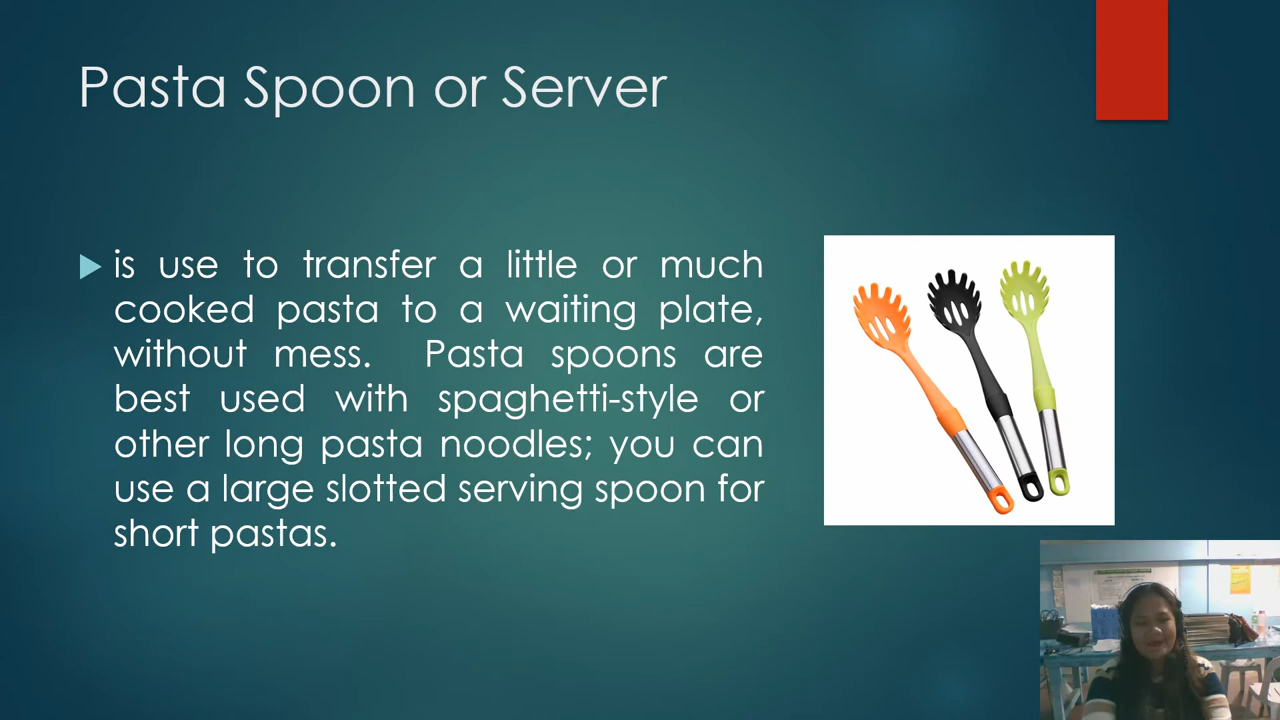 Pasta Spoon or Server
is use to transfer a little or much
cooked pasta to a waiting plate,
without mess. Pasta spoons are
best used with spaghetti-style or
other long pasta noodles; you can
use a large slotted serving spoon for
short pastas.